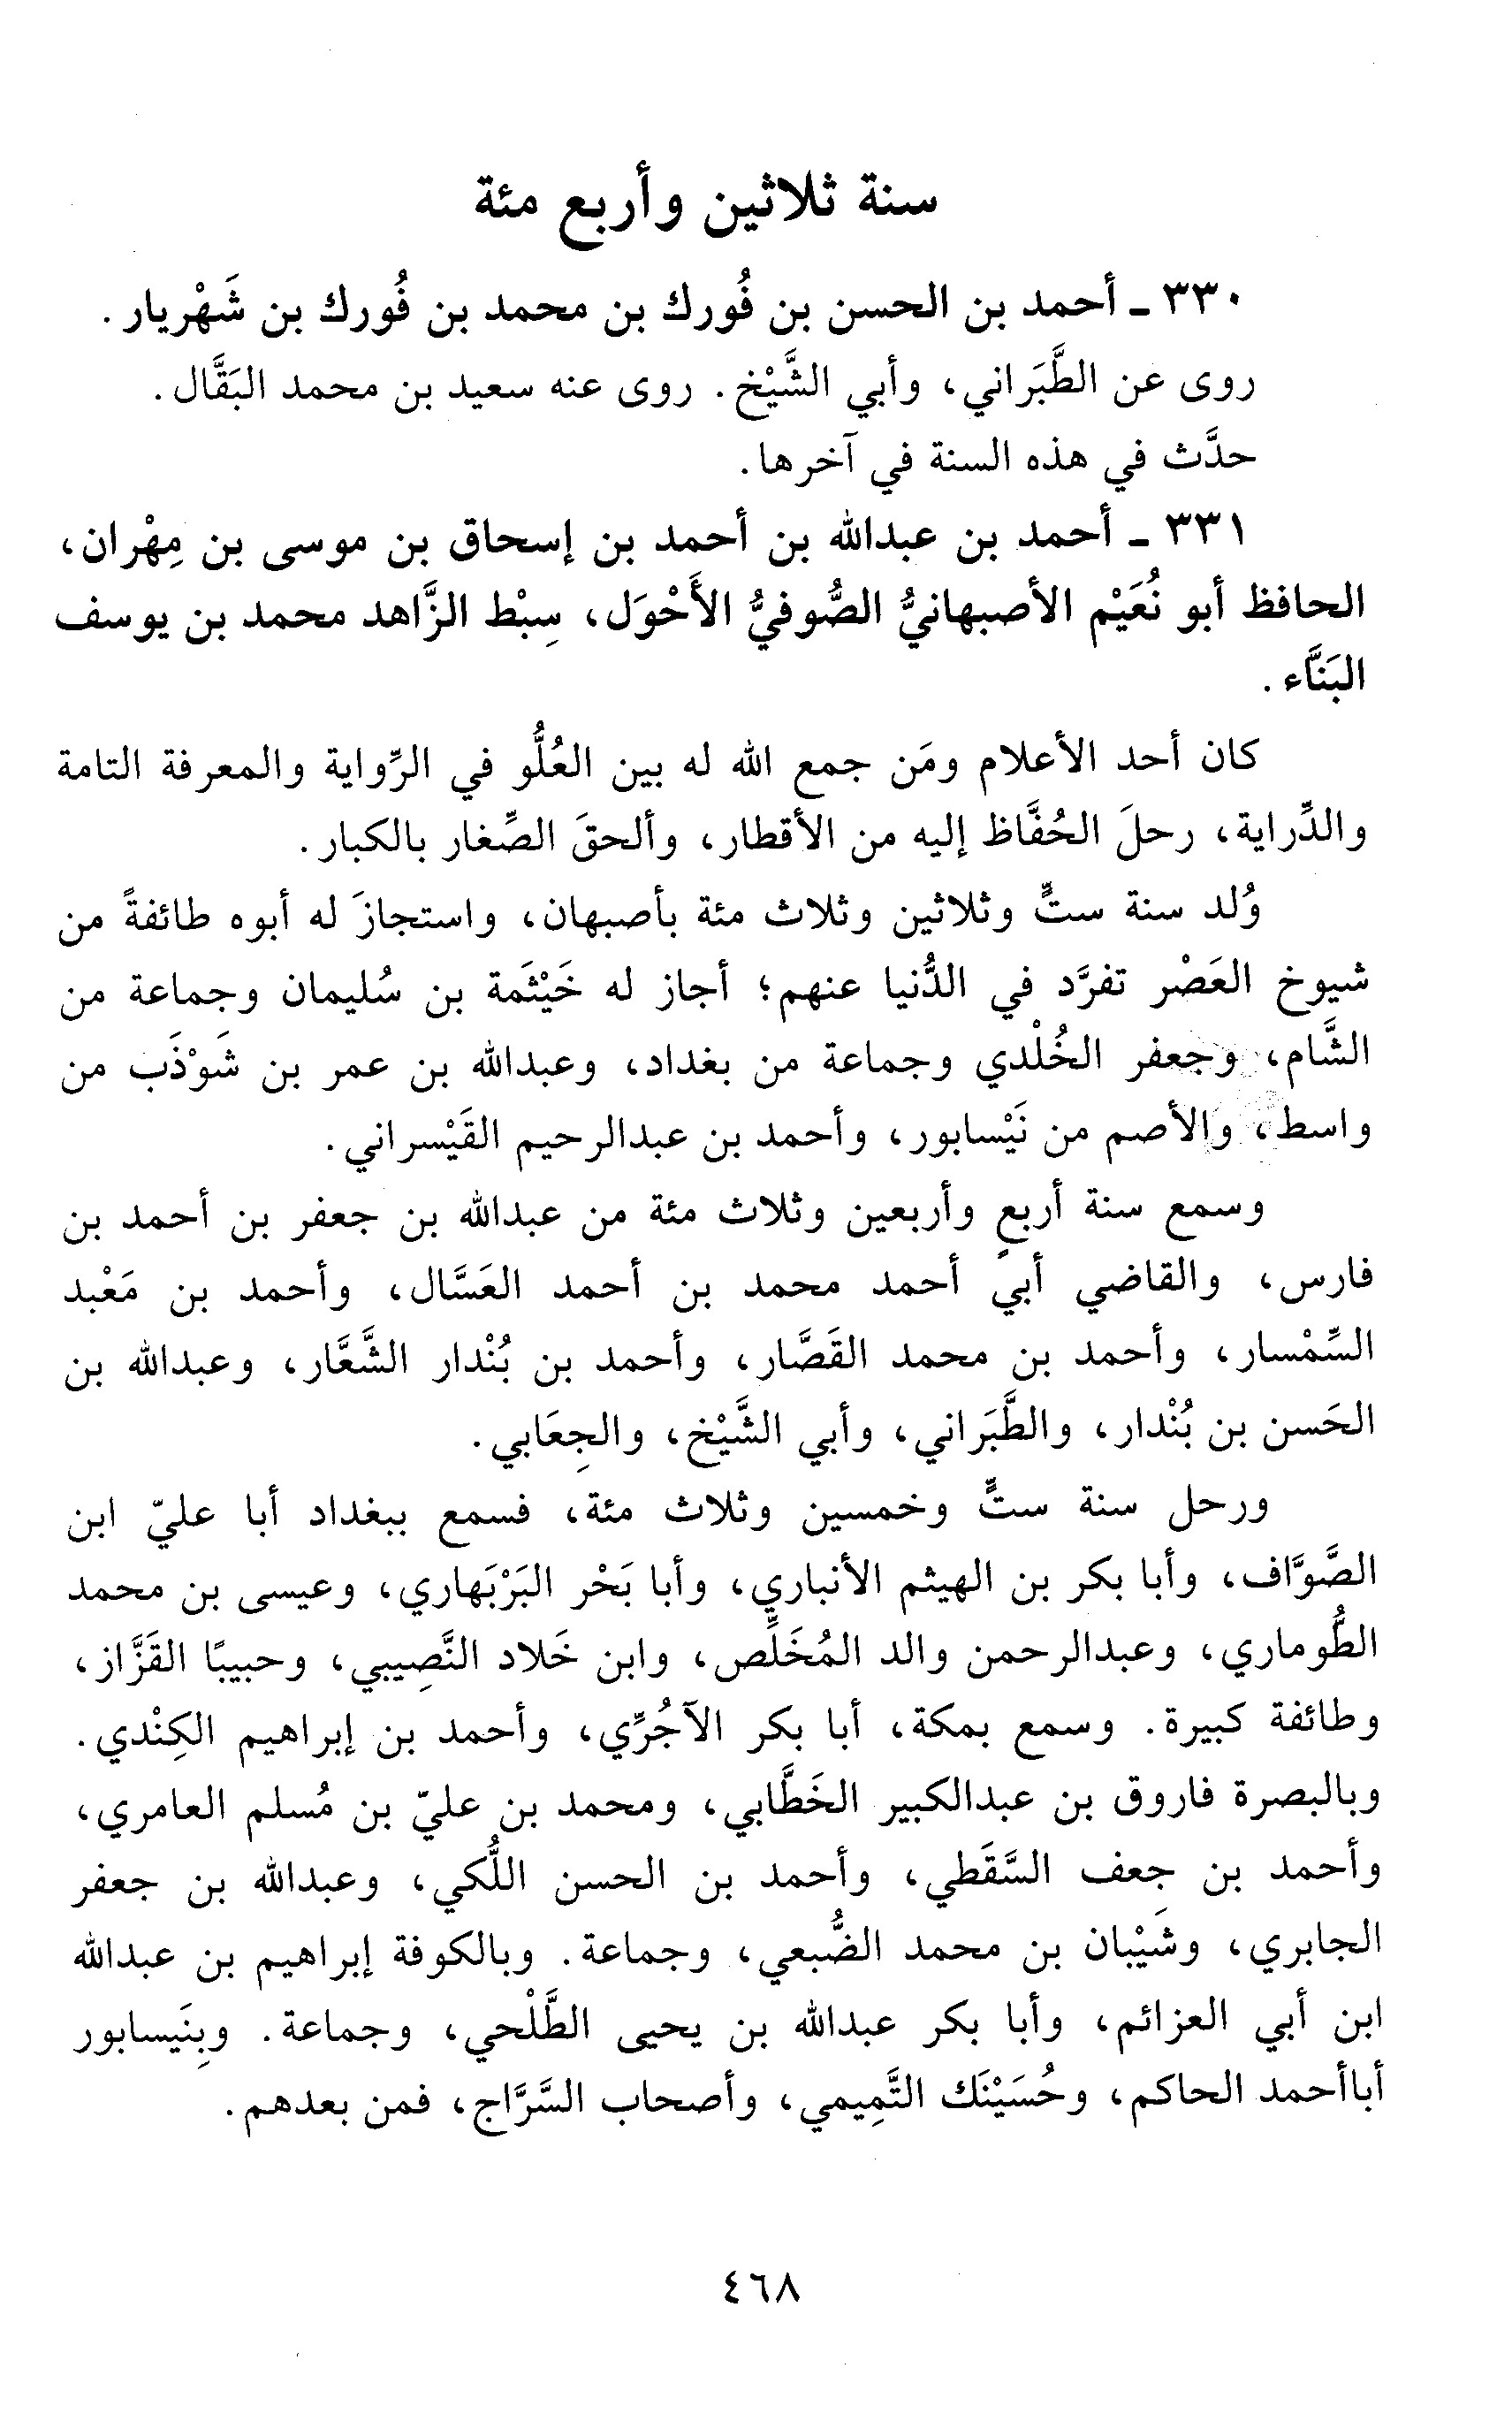 سنة ثلاثين وأربع مئة
٣٣٠ ـ أحمد بن الحسن بن فُورك بن محمد بن فُورك بن شَهْريار.
روى عن الطَّبَراني، وأبي الشَّيْخ. روى عنه سعيد بن محمد البَقَّال.
حدَّث في هذه السنة في آخرها.
٣٣١ ـ أحمد بن عبدالله بن أحمد بن إسحاق بن موسى بن مِهْران،
الحافظ أبو نُعَيْم الأصبهانيُّ الصُّوفيُّ الأَحْوَل، سِبْط الزَّاهد محمد بن يوسف
البَنَّاء.
كان أحد الأعلام ومَن جمع الله له بين العُلُّو في الرِّواية والمعرفة التامة
والدِّراية، رحلَ الحُفَّاظ إليه من الأقطار، وألحقَ الصِّغار بالكبار.
وُلد سنة ستٍّ وثلاثين وثلاث مئة بأصبهان، واستجازَ له أبوه طائفةً من
شيوخ العَصْر تفرَّد في الدُّنيا عنهم؛ أجاز له خَيْثَمة بن سُليمان وجماعة من
الشَّام، وجعفر الخُلْدي وجماعة من بغداد، وعبدالله بن عمر بن شَوْذَب من
واسط، والأصم من نَيْسابور، وأحمد بن عبدالرحيم القَيْسراني.
وسمع سنة أربعٍ وأربعين وثلاث مئة من عبدالله بن جعفر بن أحمد بن
فارس، والقاضي أبي أحمد محمد بن أحمد العَسَّال، وأحمد بن مَعْبد
السِّمْسار، وأحمد بن محمد القَصَّار، وأحمد بن بُنْدار الشَّعَّار، وعبدالله بن
الحَسن بن بُنْدار، والطَّبَراني، وأبي الشَّيْخ، والجِعَابي.
ورحل سنة ستٍّ وخمسين وثلاث مئة، فسمع ببغداد أبا عليّ ابن
الصَّوَّاف، وأبا بكر بن الهيثم الأنباري، وأبا بَحْر البَرْبَهاري، وعيسى بن محمد
الطُّوماري، وعبدالرحمن والد المُخَلِّص، وابن خَلاد النَّصِيبي، وحبيبًا القَزَّاز،
وطائفة كبيرة. وسمع بمكة، أبا بكر الآجُرِّي، وأحمد بن إبراهيم الكِنْدي.
وبالبصرة فاروق بن عبدالكبير الخَطَّابي، ومحمد بن عليّ بن مُسلم العامري،
وأحمد بن جعف السَّقَطي، وأحمد بن الحسن اللُّكي، وعبدالله بن جعفر
الجابري، وشَيْبان بن محمد الضُّبعي، وجماعة. وبالكوفة إبراهيم بن عبدالله
ابن أبي العزائم، وأبا بكر عبدالله بن يحيى الطَّلْحي، وجماعة. وبِنَيسابور
أباأحمد الحاكم، وحُسَيْنَك التَّمِيمي، وأصحاب السَّرَّاج، فمن بعدهم.
٤٦٨